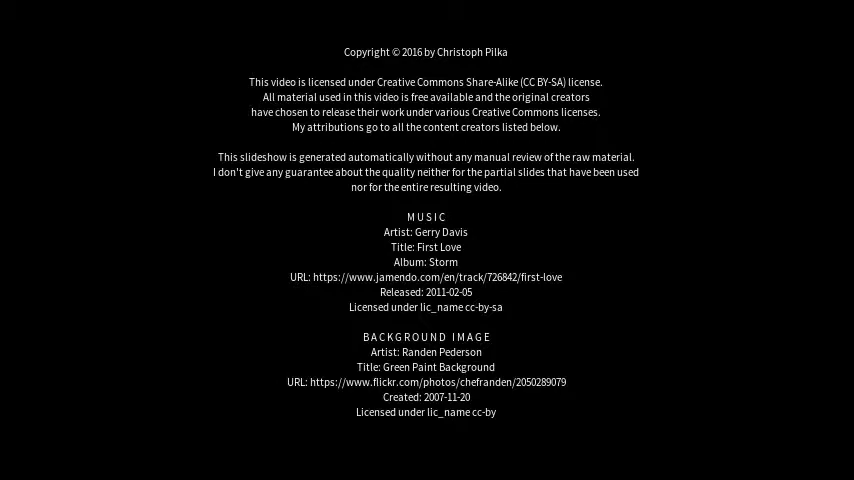 Copyright © 2016 by Christoph Pilka
This video is licensed under Creative Commons Share-Alike (CC BY-SA) license.
All material used in this video is free available and the original creators
have chosen to release their work under various Creative Commons licenses.
My attributions go to all the content creators listed below.
This slideshow is generated automatically without any manual review of the raw material.
I don't give any guarantee about the quality neither for the partial slides that have been used
nor for the entire resulting video.
M U S I C
Artist: Gerry Davis
Title: First Love
Album: Storm
URL: https://www.jamendo.com/en/track/726842/first-love
Released: 2011-02-05
Licensed under lic_name cc-by-sa
B A C K G R O U N D   I M A G E
Artist: Randen Pederson
Title: Green Paint Background
URL: https://www.flickr.com/photos/chefranden/2050289079
Created: 2007-11-20
Licensed under lic_name cc-by